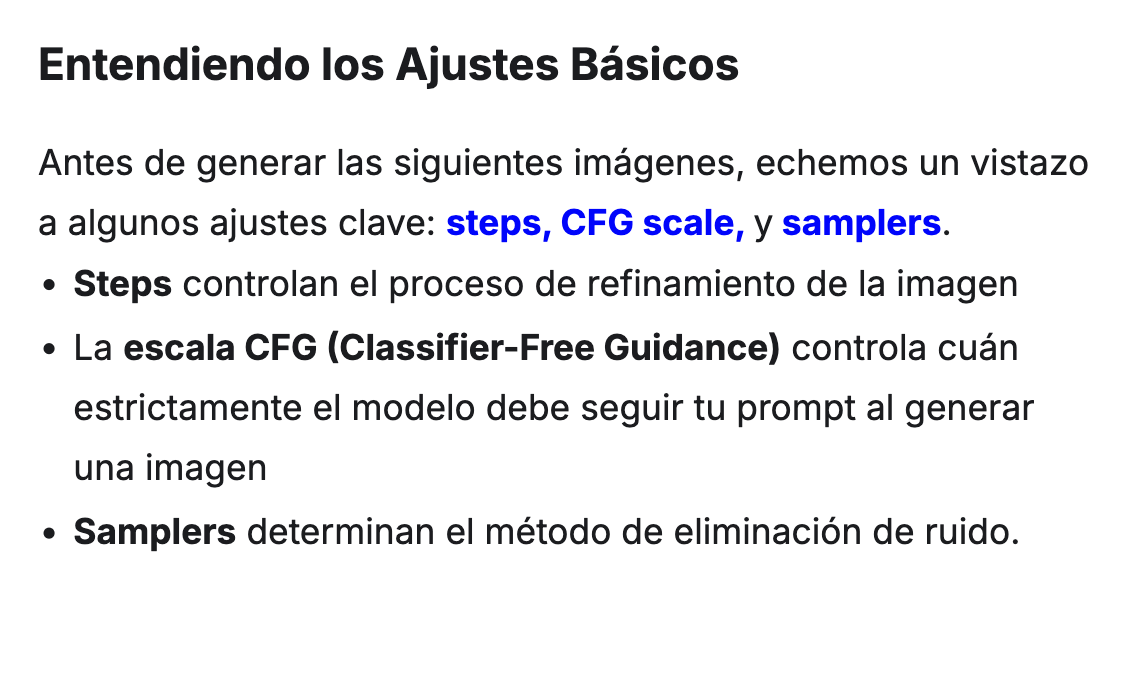 Entendiendo los Ajustes Básicos
Antes de generar las siguientes imágenes, echemos un vistazo
a algunos ajustes clave: steps, CFG scale, y samplers.
• Steps controlan el proceso de refinamiento de la imagen
• La escala CFG (Classifier-Free Guidance) controla cuán
estrictamente el modelo debe seguir tu prompt al generar
una imagen
• Samplers determinan el método de eliminación de ruido.